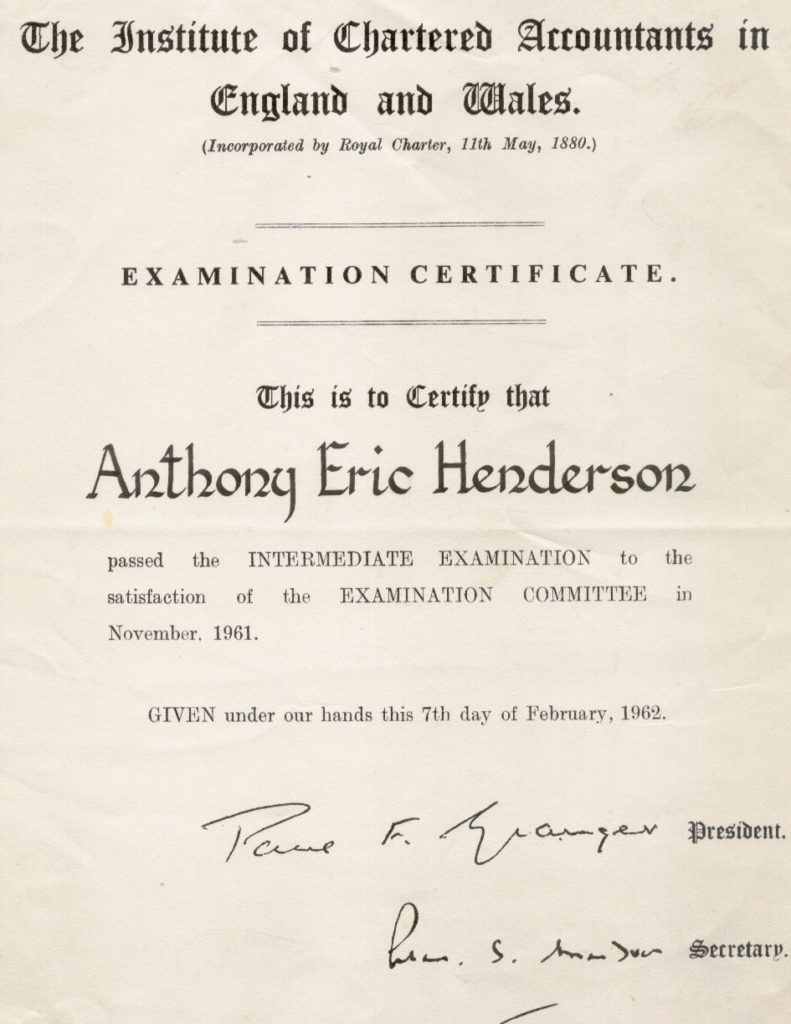 The Institute of Chartered Accountants in
England and Wales.
(Incorporated by Royal Charter, 11th May, 1880.)
EXAMINATION CERTIFICATE.
This is to Certify that
Anthony Eric Henderson
passed the INTERMEDIATE EXAMINATION to the
satisfaction of the EXAMINATION COMMITTEE in
November, 1961.
GIVEN under our hands this 7th day of February, 1962.
F. Granger President.
S. Secretary.